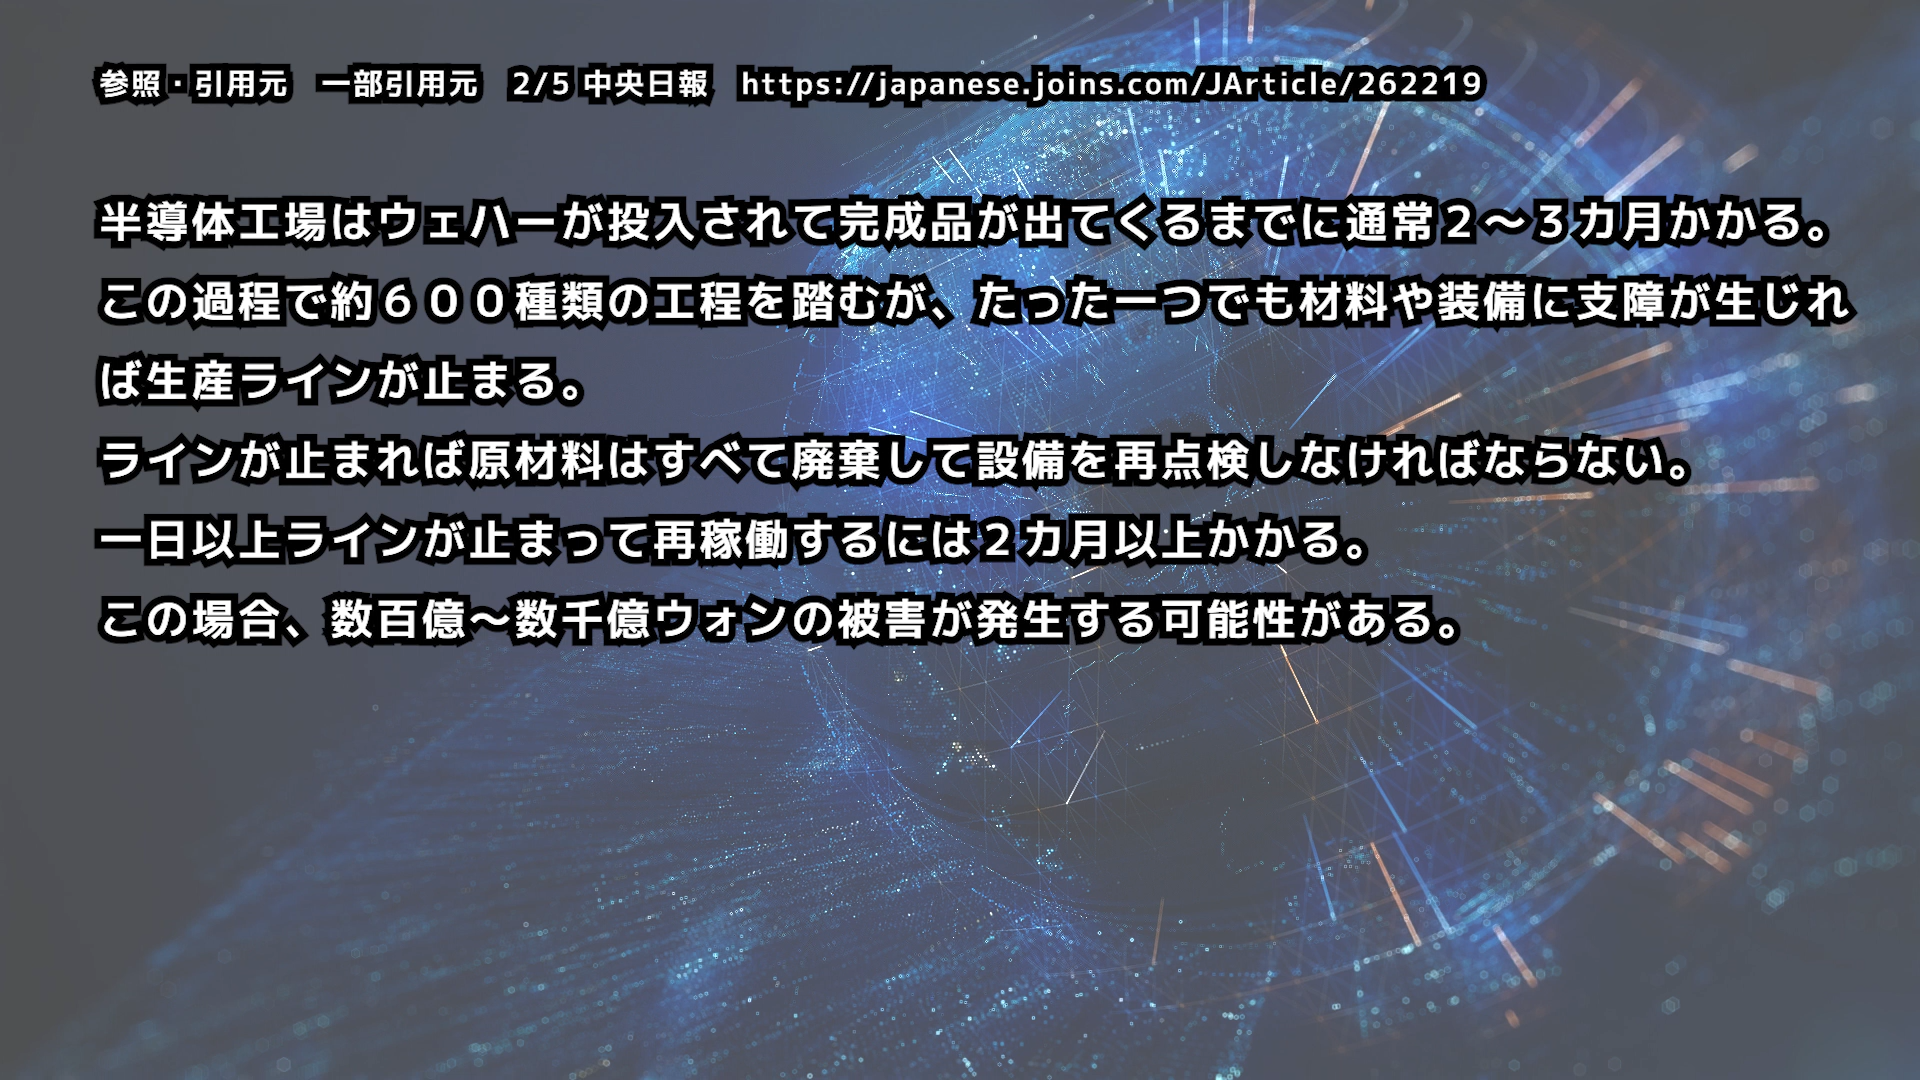 参照・引用元　一部引用元　2/5 中央日報　https://japanese.joins.com/JArticle/262219
半導体工場はウェハーが投入されて完成品が出てくるまでに通常２～３カ月かかる。
この過程で約６００種類の工程を踏むが、たった一つでも材料や装備に支障が生じれ
ば生産ラインが止まる。
ラインが止まれば原材料はすべて廃棄して設備を再点検しなければならない。
一日以上ラインが止まって再稼働するには２カ月以上かかる。
この場合、数百億～数千億ウォンの被害が発生する可能性がある。